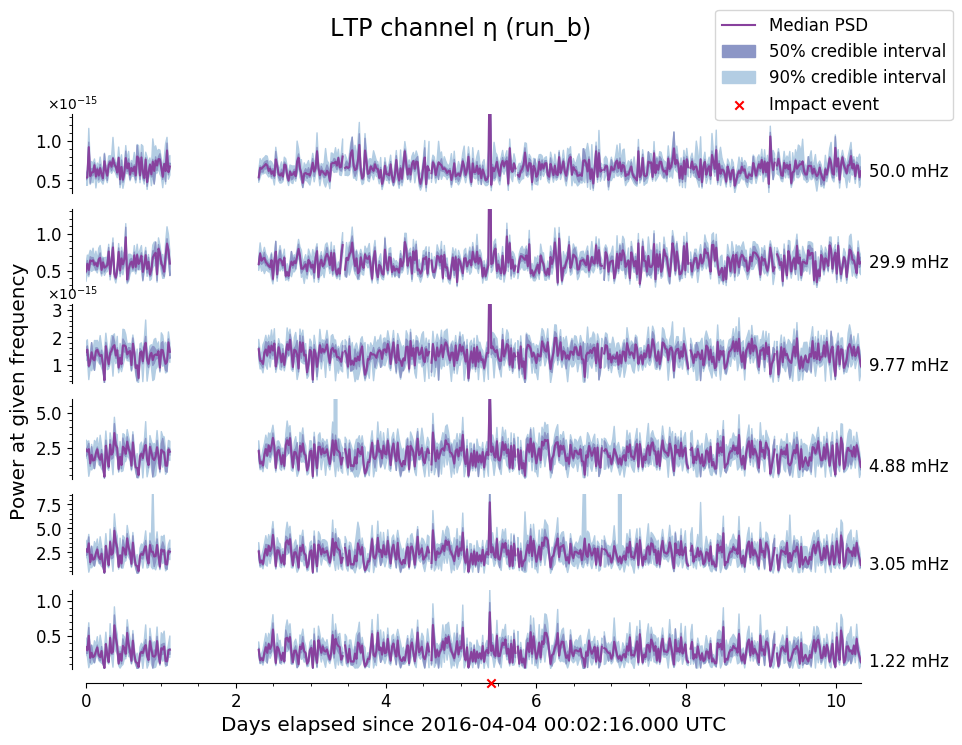 LTP channel η (run_b)
Median PSD
50% credible interval
90% credible interval
Impact event
×10⁻¹⁵
1.0
0.5
50.0 mHz
1.0
0.5
29.9 mHz
×10⁻¹⁵
3
2
1
9.77 mHz
5.0
2.5
4.88 mHz
7.5
5.0
2.5
3.05 mHz
1.0
0.5
1.22 mHz
Power at given frequency
0 2 4 6 8 10
Days elapsed since 2016-04-04 00:02:16.000 UTC